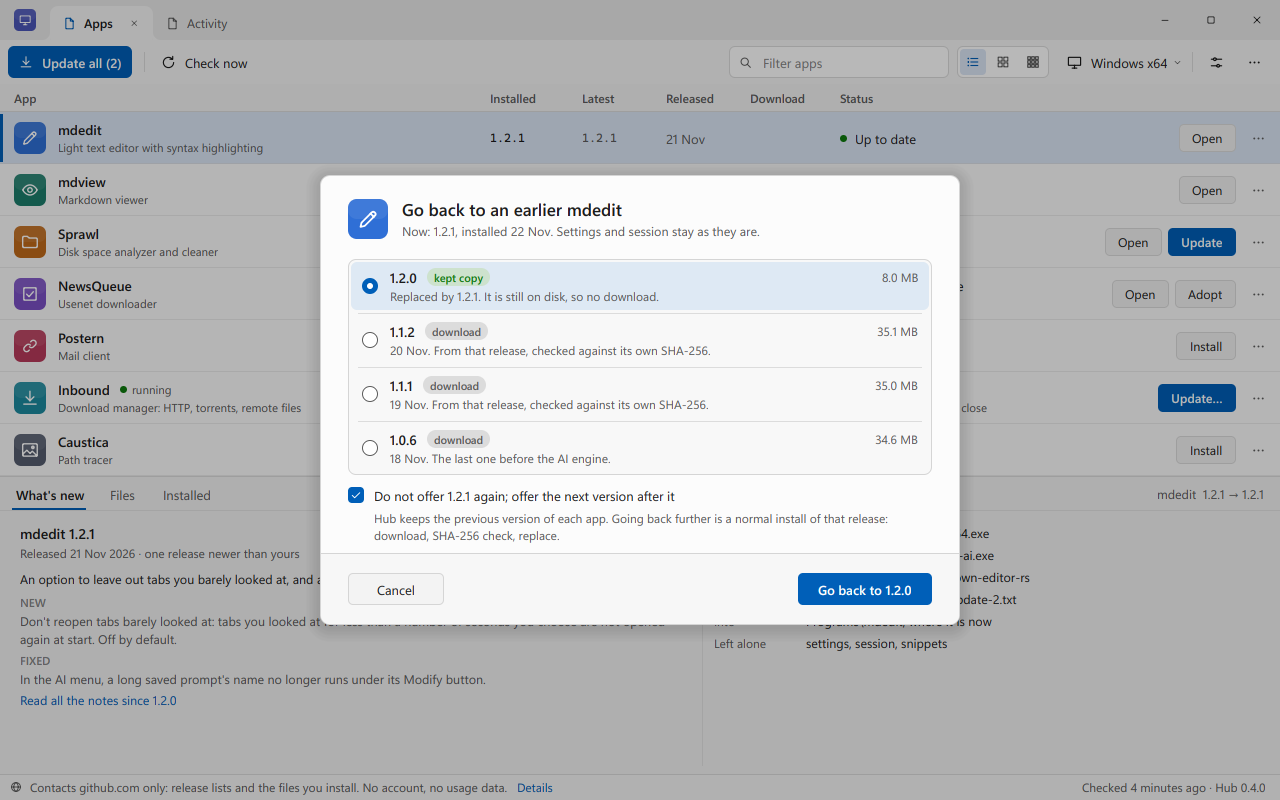 Apps
Activity
Update all (2)
Check now
Filter apps
Windows x64
App
Installed
Latest
Released
Download
Status
mdedit
Light text editor with syntax highlighting
1.2.1
1.2.1
21 Nov
Up to date
Open
mdview
Markdown viewer
Open
Sprawl
Disk space analyzer and cleaner
Open
Update
NewsQueue
Usenet downloader
Open
Adopt
Postern
Mail client
Install
Inbound
running
Download manager: HTTP, torrents, remote files
close
Update...
Caustica
Path tracer
Install
Go back to an earlier mdedit
Now: 1.2.1, installed 22 Nov. Settings and session stay as they are.
1.2.0
kept copy
8.0 MB
Replaced by 1.2.1. It is still on disk, so no download.
1.1.2
download
35.1 MB
20 Nov. From that release, checked against its own SHA-256.
1.1.1
download
35.0 MB
19 Nov. From that release, checked against its own SHA-256.
1.0.6
download
34.6 MB
18 Nov. The last one before the AI engine.
Do not offer 1.2.1 again; offer the next version after it
Hub keeps the previous version of each app. Going back further is a normal install of that release:
download, SHA-256 check, replace.
Cancel
Go back to 1.2.0
What's new
Files
Installed
mdedit 1.2.1 → 1.2.1
mdedit 1.2.1
Released 21 Nov 2026 · one release newer than yours
An option to leave out tabs you barely looked at, and
NEW
Don't reopen tabs barely looked at: tabs you looked at
again at start. Off by default.
FIXED
In the AI menu, a long saved prompt's name no longer runs under its Modify button.
Read all the notes since 1.2.0
4.exe
-ai.exe
own-editor-rs
pdate-2.txt
is now
Left alone
settings, session, snippets
Contacts github.com only: release lists and the files you install. No account, no usage data.
Details
Checked 4 minutes ago · Hub 0.4.0